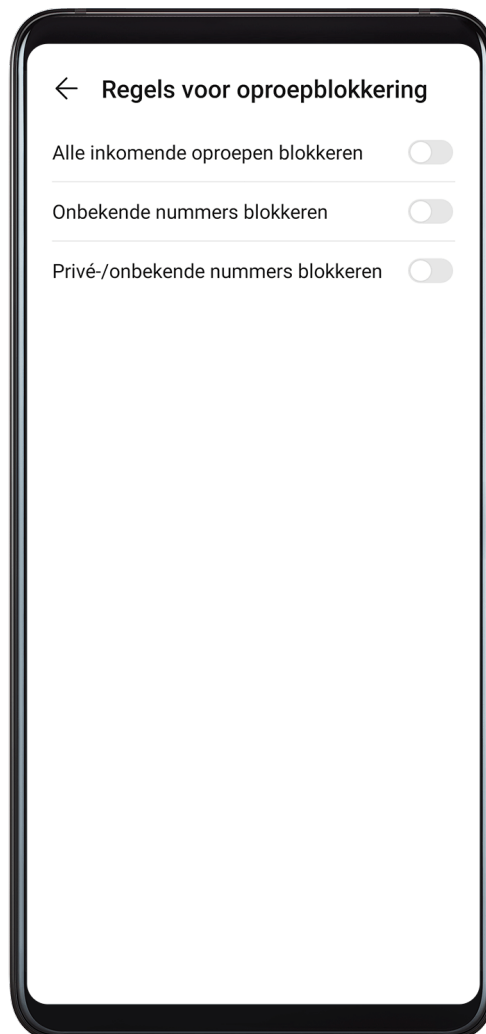 Regels voor oproepblokkering
Alle inkomende oproepen blokkeren
Onbekende nummers blokkeren
Privé-/onbekende nummers blokkeren